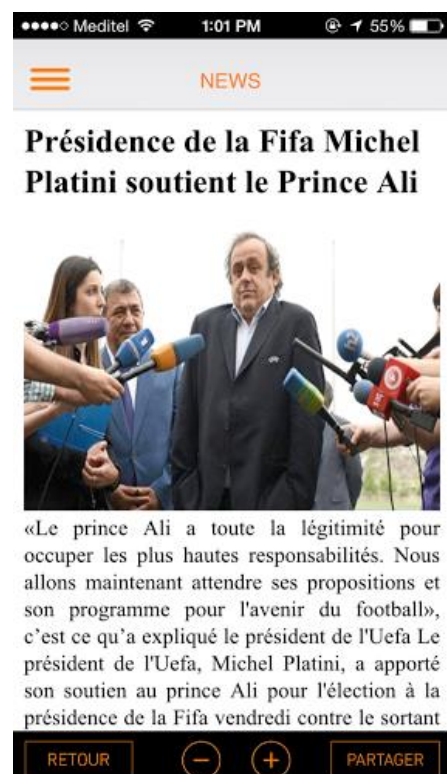 Meditel 1:01 PM 55%
NEWS
Présidence de la Fifa Michel
Platini soutient le Prince Ali
«Le prince Ali a toute la légitimité pour
occuper les plus hautes responsabilités. Nous
allons maintenant attendre ses propositions et
son programme pour l'avenir du football»,
c’est ce qu’a expliqué le président de l'Uefa Le
président de l'Uefa, Michel Platini, a apporté
son soutien au prince Ali pour l'élection à la
présidence de la Fifa vendredi contre le sortant
RETOUR − + PARTAGER